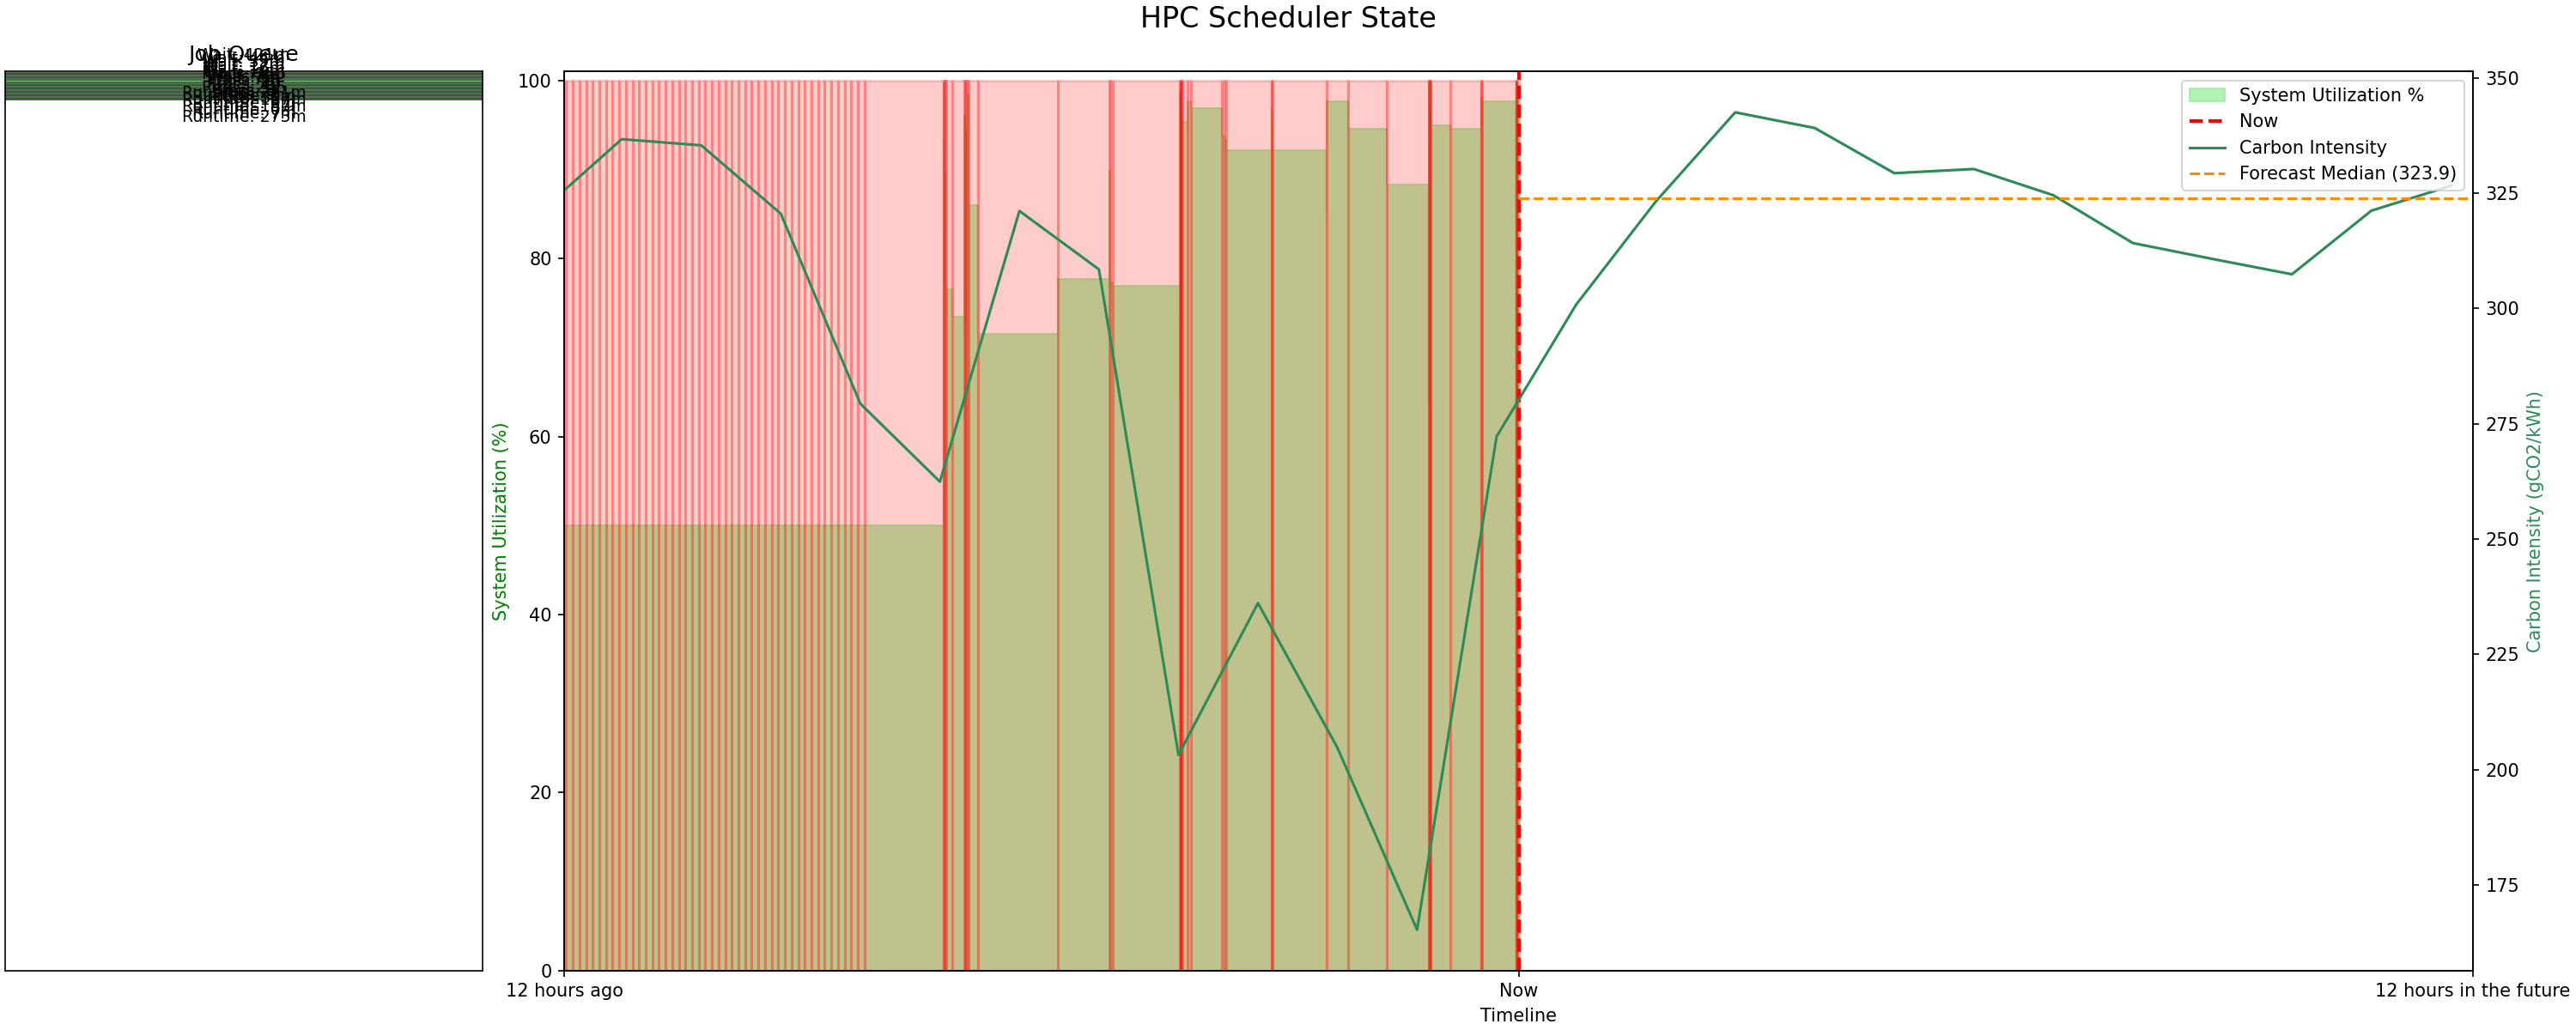 HPC Scheduler State
Job Queue
Runtime: 275m
System Utilization (%)
100
80
60
40
20
0
System Utilization %
Now
Carbon Intensity
Forecast Median (323.9)
350
325
300
275
250
225
200
175
Carbon Intensity (gCO2/kWh)
12 hours ago
Now
12 hours in the future
Timeline